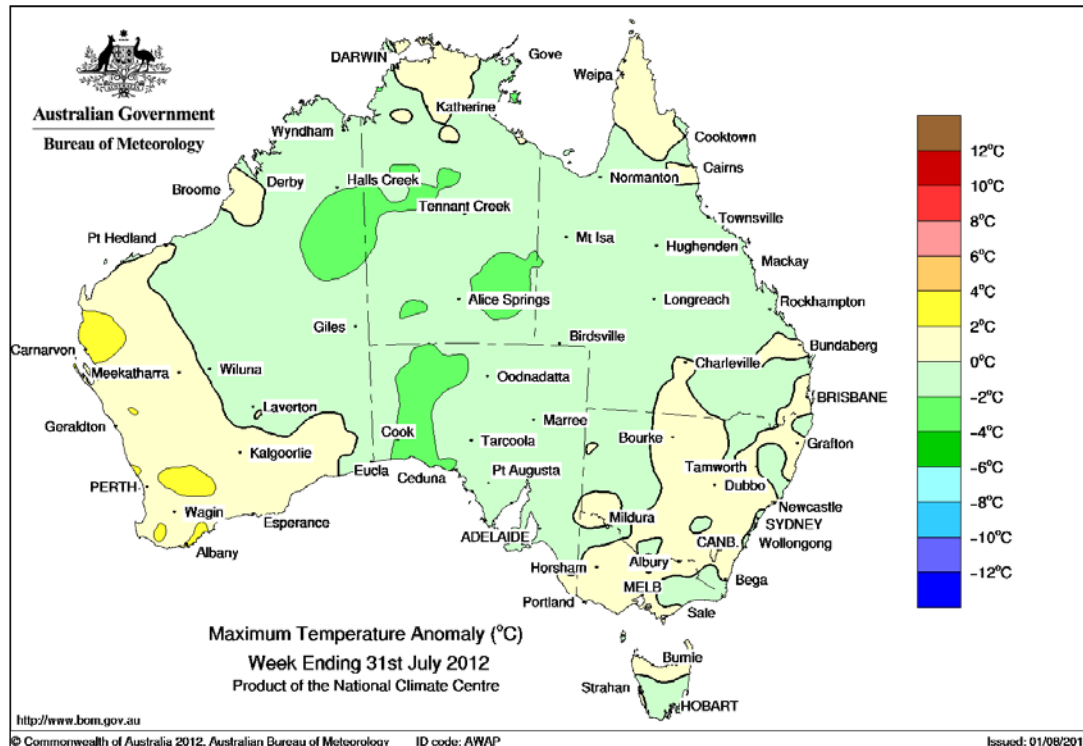 Australian Government
Bureau of Meteorology
DARWIN
Gove
Weipa
Katherine
Wyndham
Cooktown
Cairns
Broome
Derby
Halls Creek
Normanton
Tennant Creek
Townsville
Pt Hedland
Mt Isa
Hughenden
Mackay
Alice Springs
Longreach
Rockhampton
Giles
Birdsville
Carnarvon
Bundaberg
Meekatharra
Wiluna
Charleville
Oodnadatta
BRISBANE
Laverton
Marree
Geraldton
Cook
Bourke
Grafton
Kalgoorlie
Tarcoola
Eucla
Ceduna
Pt Augusta
Tamworth
Dubbo
PERTH
Wagin
Esperance
Newcastle
Mildura
SYDNEY
ADELAIDE
CANB.
Wollongong
Albany
Horsham
Albury
MELB
Bega
Portland
Sale
Burnie
Strahan
HOBART
12°C
10°C
8°C
6°C
4°C
2°C
0°C
-2°C
-4°C
-6°C
-8°C
-10°C
-12°C
Maximum Temperature Anomaly (°C)
Week Ending 31st July 2012
Product of the National Climate Centre
http://www.bom.gov.au
© Commonwealth of Australia 2012, Australian Bureau of Meteorology ID code: AWAP Issued: 01/08/201